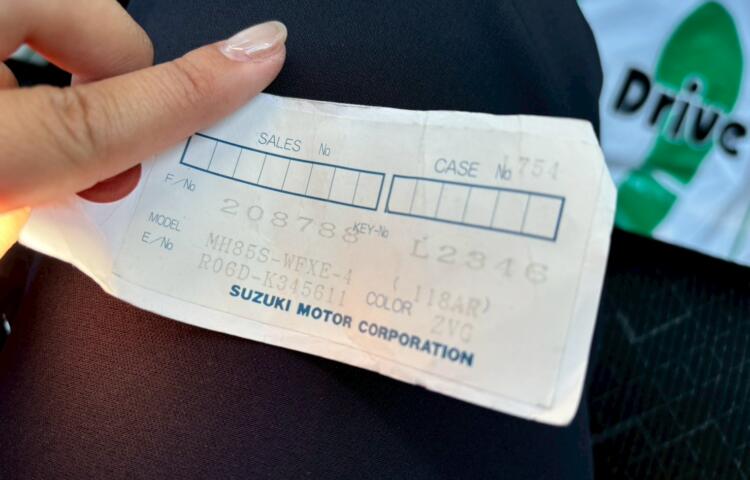 SALES No
CASE No 754
F/No 208788 KEY-No L2346
MODEL MH85S-WFXE-4 (118AR)
E/No R06D-K345611 COLOR ZVG
SUZUKI MOTOR CORPORATION
Drive